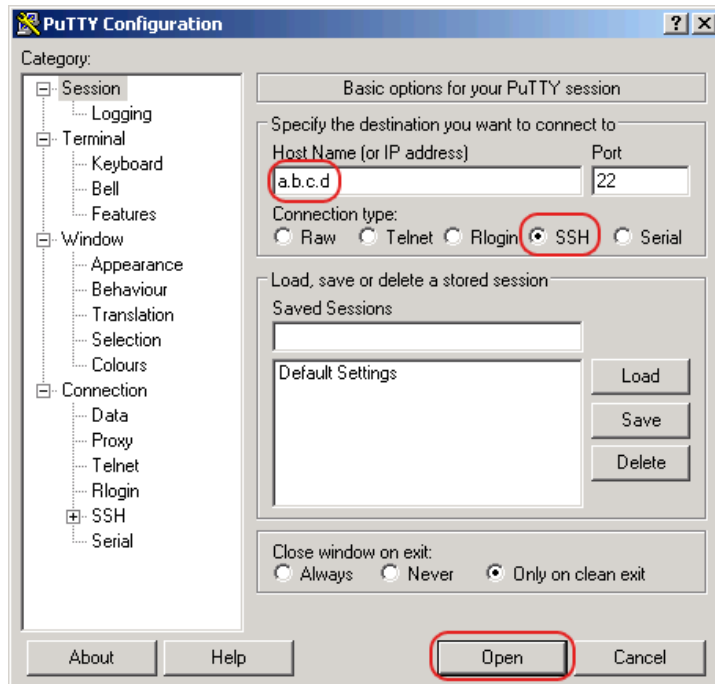 PuTTY Configuration
Category:
Session
Logging
Terminal
Keyboard
Bell
Features
Window
Appearance
Behaviour
Translation
Selection
Colours
Connection
Data
Proxy
Telnet
Rlogin
SSH
Serial
Basic options for your PuTTY session
Specify the destination you want to connect to
Host Name (or IP address) Port
a.b.c.d 22
Connection type:
Raw Telnet Rlogin SSH Serial
Load, save or delete a stored session
Saved Sessions
Default Settings
Load
Save
Delete
Close window on exit:
Always Never Only on clean exit
About Help Open Cancel